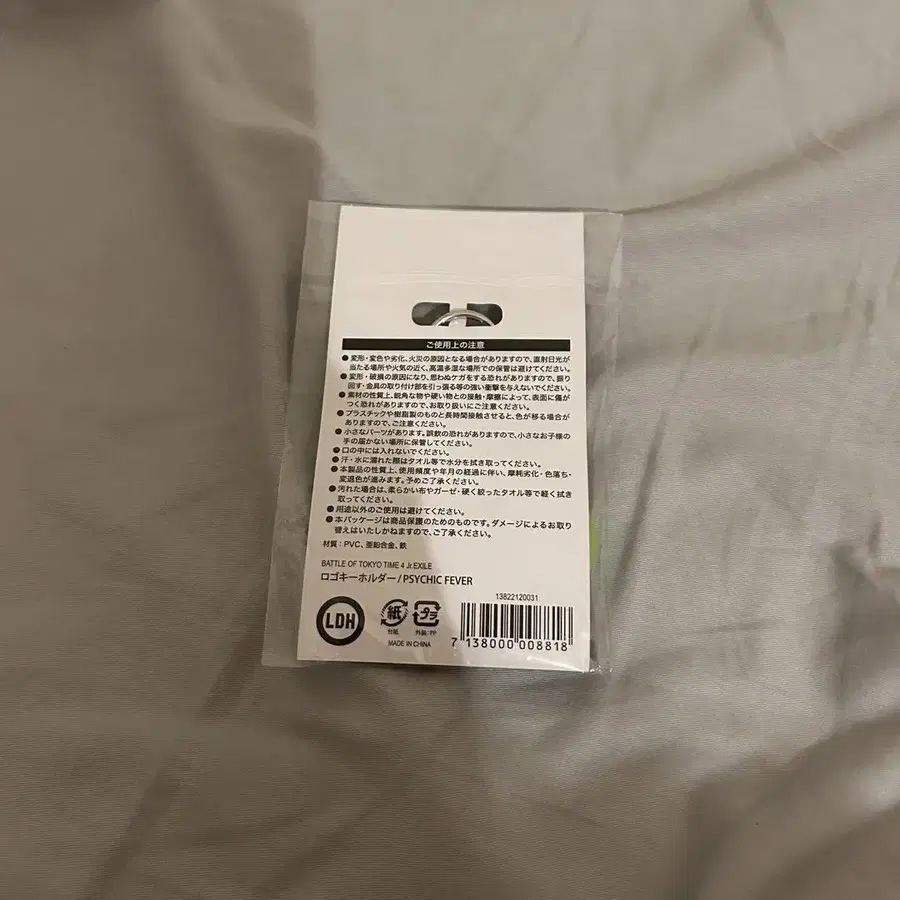 ご使用上の注意
●変形・変色や劣化、火災の原因となる場合がありますので、直射日光が
当たる場所や火気の近く、高温多湿な場所での保管は避けてください。
●変形・破損の原因になり、思わぬケガをする恐れがありますので、振り
回す・金具の取り付け部を引っ張る等の強い衝撃を与えないでください。
●素材の性質上、鋭角な物や硬い物との接触・摩擦によって、表面に傷が
つく恐れがありますので、お取り扱いにご注意ください。
●プラスチックや樹脂製のものと長時間接触させると、色が移る場合が
ありますので、ご注意ください。
●小さなパーツがあります。誤飲の恐れがありますので、小さなお子様の
手の届かない場所に保管してください。
●口の中には入れないでください。
●汗・水に濡れた際はタオル等で水分を拭き取ってください。
●本製品の性質上、使用頻度や年月の経過に伴い、摩耗劣化・色落ち・
変退色が進みます。予めご了承ください。
●汚れた場合は、柔らかい布やガーゼ・硬く絞ったタオル等で軽く拭き
取ってください。
●用途以外のご使用は避けてください。
●本パッケージは商品保護のためのものです。ダメージによるお取り
替えはいたしかねますので、ご了承ください。
材質：PVC、亜鉛合金、鉄
BATTLE OF TOKYO TIME 4 Jr.EXILE
ロゴキーホルダー/PSYCHIC FEVER
13822120031
LDH
紙
プラ
台紙
外装：PP
MADE IN CHINA
7 138000 008818